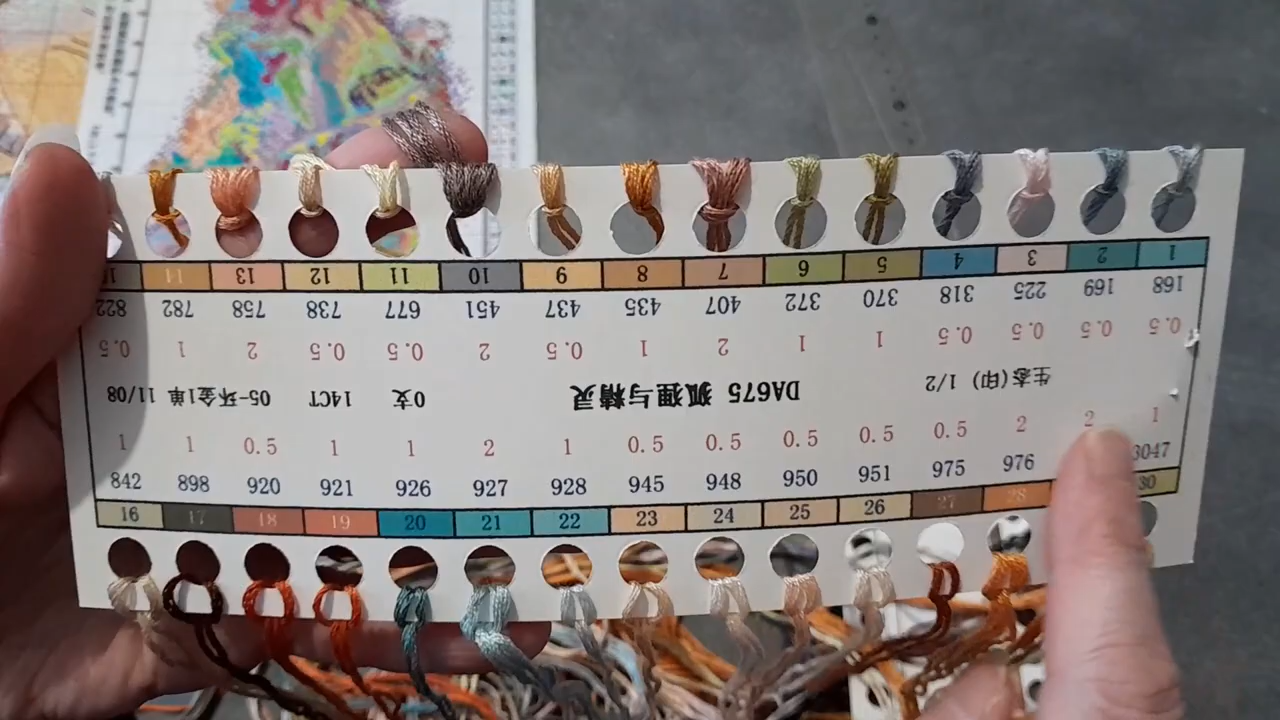 1 2 3 4 5 6 7 8 9 10 11 12 13 14 15
168 169 225 318 370 372 407 435 437 451 677 738 758 782 822
0.5 0.5 0.5 0.5 1 1 2 1 0.5 2 0.5 0.5 2 1 0.5
生态(印) 1/2 DA675 狐狸与精灵 0支 14CT 05-环金1单 11/08
1 1 0.5 1 1 2 1 0.5 0.5 0.5 0.5 0.5 2 2 1
842 898 920 921 926 927 928 945 948 950 951 975 976 3047
16 17 18 19 20 21 22 23 24 25 26 27 28 30